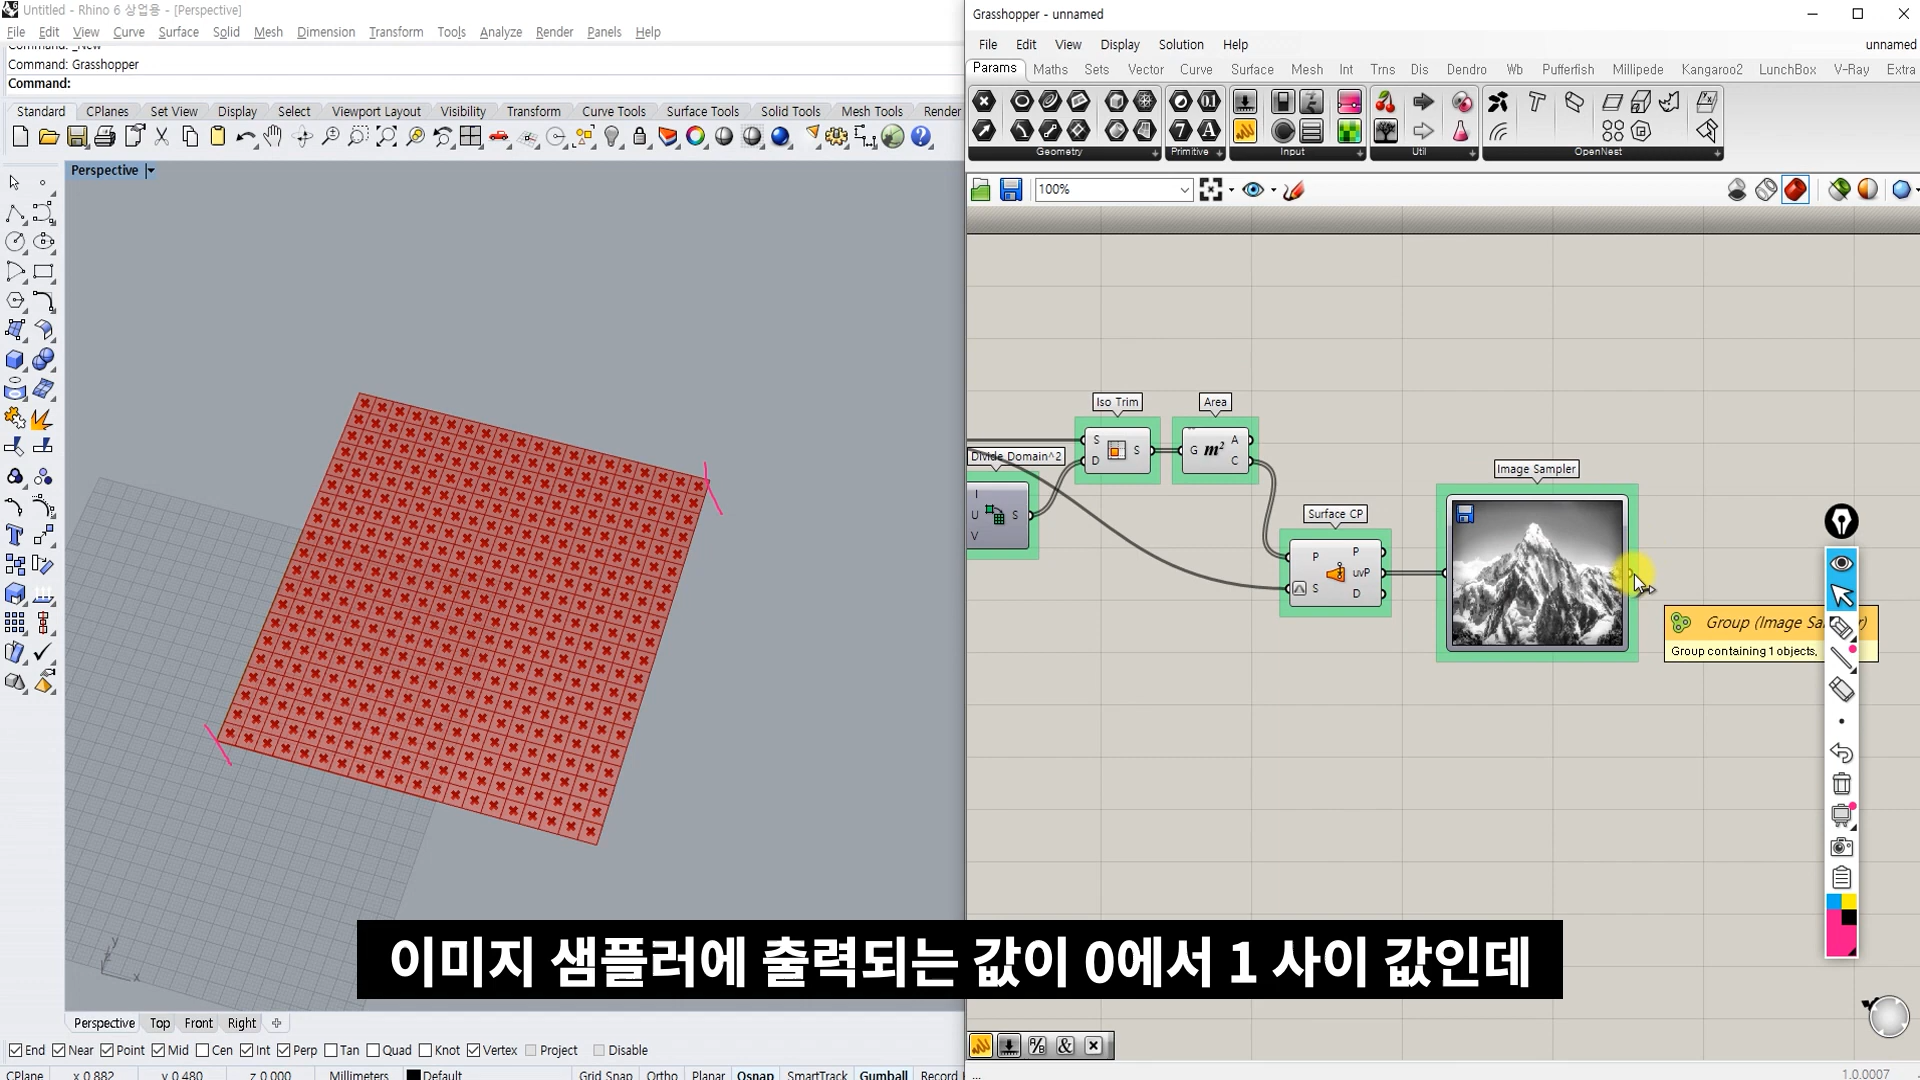 Untitled - Rhino 6 상업용 - [Perspective]
File Edit View Curve Surface Solid Mesh Dimension Transform Tools Analyze Render Panels Help
Command: _New
Command: Grasshopper
Command:
Standard CPlanes Set View Display Select Viewport Layout Visibility Transform Curve Tools Surface Tools Solid Tools Mesh Tools Render
Perspective
Grasshopper - unnamed
File Edit View Display Solution Help unnamed
Params Maths Sets Vector Curve Surface Mesh Int Trns Dis Dendro Wb Pufferfish Millipede Kangaroo2 LunchBox V-Ray Extra
Geometry Primitive Input Util OpenNest
100%
Iso Trim
Area
S D S
G m² A C
Divide Domain^2
I U V S
Surface CP
P S P uvP D
Image Sampler
Group (Image Sa
Group containing 1 objects,
y
z x
이미지 샘플러에 출력되는 값이 0에서 1 사이 값인데
Perspective Top Front Right
End Near Point Mid Cen Int Perp Tan Quad Knot Vertex Project Disable
CPlane x 0.882 y 0.480 z 0.000 Millimeters Default Grid Snap Ortho Planar Osnap SmartTrack Gumball Record
...
1.0.0007